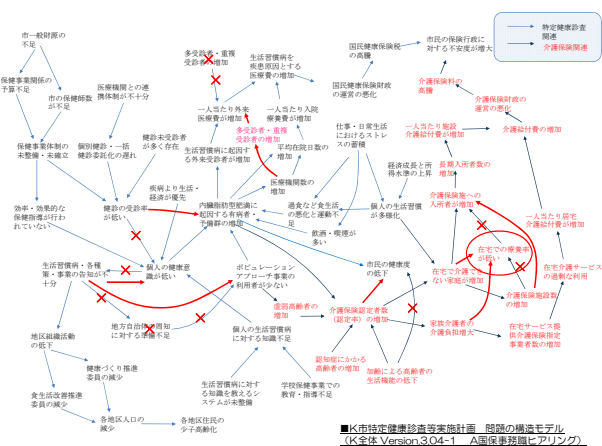 特定健康診査
関連
介護保険関連
市一般財源の
不足
多受診者・重複
受診者の増加
生活習慣病を
疾患原因とする
医療費の増加
国民健康保険税
の高騰
市民の保険行政に
対する不安度が増大
保健事業関係の
予算不足
医療機関との連
携体制が不十分
国民健康保険財政
の運営の悪化
介護保険料の
高騰
市の保健師数
が不足
一人当たり外来
医療費が増加
一人当たり入院
療養費が増加
介護保険財政の
運営の悪化
多受診者・重複
受診者の増加
仕事・日常生活
におけるストレ
スの蓄積
一人当たり施設
介護給付費が増加
介護給付費の増加
保健事業体制の
未整備・未確立
個別健診・一括
健診委託化の遅れ
健診未受診者
が多く存在
生活習慣病に起因す
る外来受診者が増加
平均在院日数の
増加
経済成長と所
得水準の上昇
長期入所者数の
増加
疾病より生活・
経済が優先
医療機関数の
増加
介護施設への
入所者が増加
効率・効果的な
保健指導が行わ
れていない
健診の受診率
が低い
内臓脂肪型肥満に
起因する有病者・
予備群の増加
過食など食生活
の悪化と運動不
足
個人の生活習慣
が多様化
一人当たり居宅
介護給付費が増加
飲酒・喫煙が
多い
在宅での療養率
が低い
生活習慣病・各種
策・事業の告知が不
十分
個人の健康意
識が低い
ポピュレーション
アプローチ事業の
利用者が少ない
市民の健康度
の低下
在宅で介護でき
ない家庭が増加
在宅介護サービス
の過剰な利用
介護保険施設数
の増加
虚弱高齢者の
増加
介護保険認定者数
（認定率）の増加
家族介護者の
介護負担増大
在宅サービス提
供介護保険指定
事業者数の増加
地区組織活動
の低下
地方自治体の周知
に対する準備不足
個人の生活習慣病
に対する知識不足
認知症にかかる
高齢者の増加
加齢による高齢者の
生活機能の低下
健康づくり推進
委員の減少
食生活改善推進
委員の減少
生活習慣病に対す
る知識を教えるシ
ステムが未整備
学校保健事業での
教育・指導不足
各地区人口の
減少
各地区住民の
少子高齢化
■K市特定健康診査等実施計画　問題の構造モデル
（K全体 Version.3.04-1　A国保事務職ヒアリング）